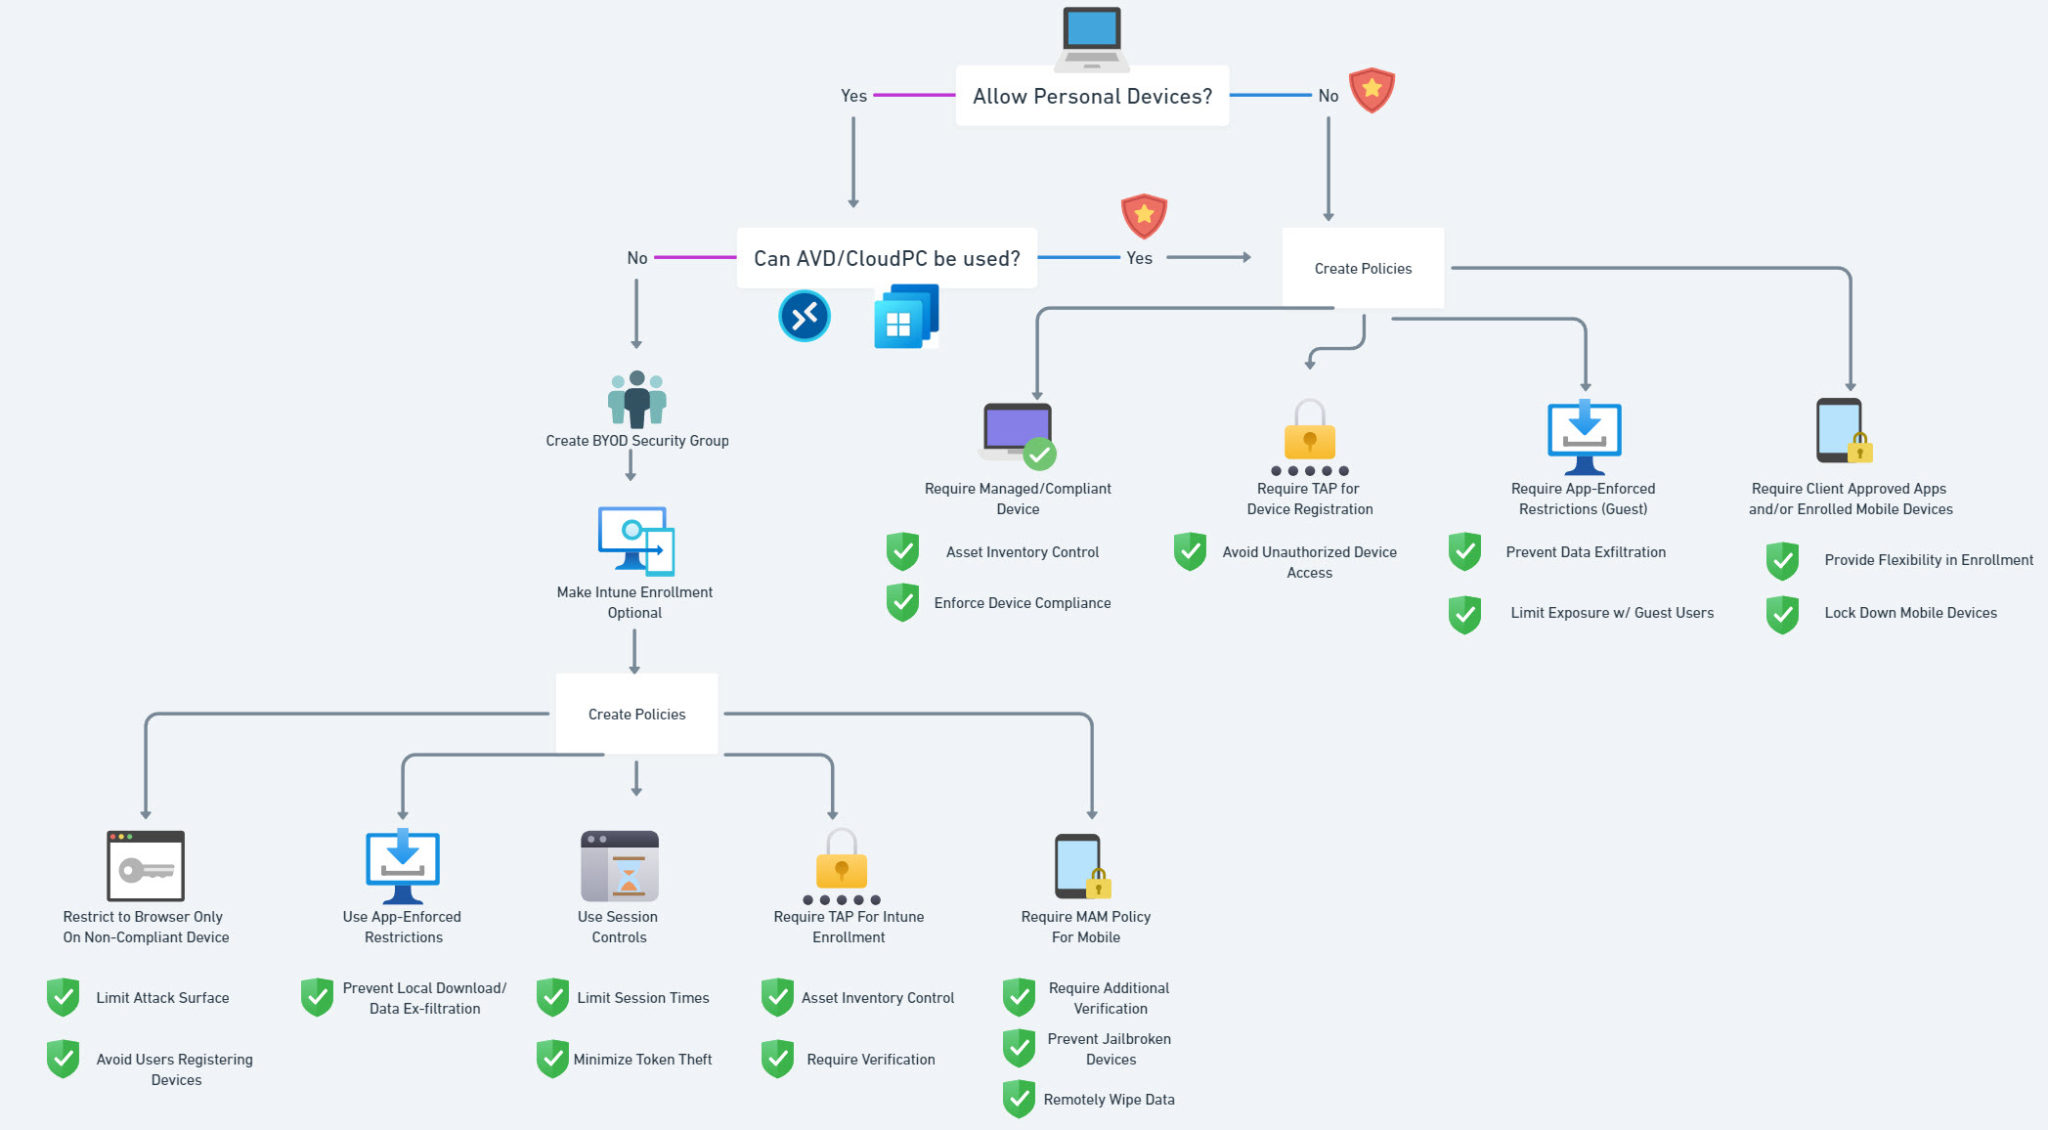 Allow Personal Devices?
Yes
No
Can AVD/CloudPC be used?
No
Yes
Create Policies
Create BYOD Security Group
Make Intune Enrollment
Optional
Require Managed/Compliant
Device
Asset Inventory Control
Enforce Device Compliance
Require TAP for
Device Registration
Avoid Unauthorized Device
Access
Require App-Enforced
Restrictions (Guest)
Prevent Data Exfiltration
Limit Exposure w/ Guest Users
Require Client Approved Apps
and/or Enrolled Mobile Devices
Provide Flexibility in Enrollment
Lock Down Mobile Devices
Create Policies
Restrict to Browser Only
On Non-Compliant Device
Limit Attack Surface
Avoid Users Registering
Devices
Use App-Enforced
Restrictions
Prevent Local Download/
Data Ex-filtration
Use Session
Controls
Limit Session Times
Minimize Token Theft
Require TAP For Intune
Enrollment
Asset Inventory Control
Require Verification
Require MAM Policy
For Mobile
Require Additional
Verification
Prevent Jailbroken
Devices
Remotely Wipe Data